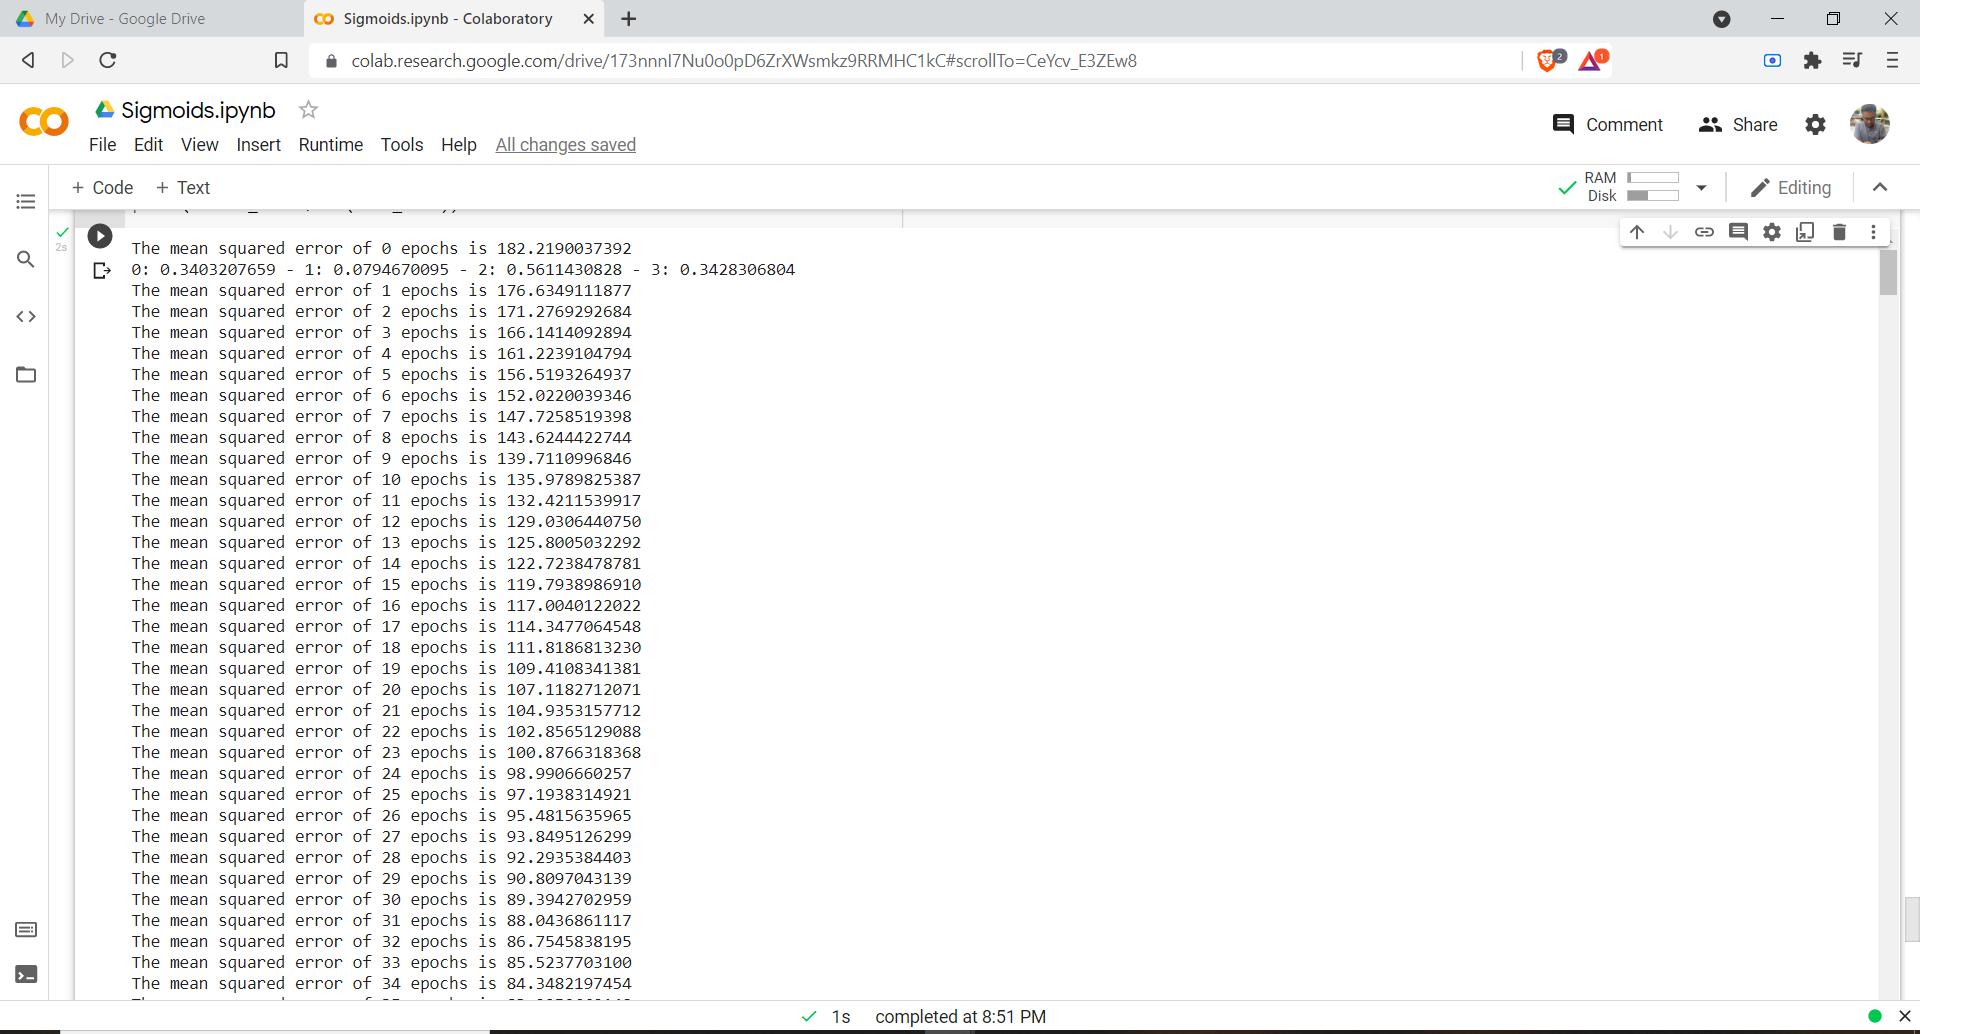 My Drive - Google Drive
Sigmoids.ipynb - Colaboratory
colab.research.google.com/drive/173nnnI7Nu0o0pD6ZrXWsmkz9RRMHC1kC#scrollTo=CeYcv_E3ZEw8
2
1
Sigmoids.ipynb
Comment
Share
File Edit View Insert Runtime Tools Help All changes saved
+ Code + Text
RAM
Disk
Editing
2s
The mean squared error of 0 epochs is 182.2190037392
0: 0.3403207659 - 1: 0.0794670095 - 2: 0.5611430828 - 3: 0.3428306804
The mean squared error of 1 epochs is 176.6349111877
The mean squared error of 2 epochs is 171.2769292684
The mean squared error of 3 epochs is 166.1414092894
The mean squared error of 4 epochs is 161.2239104794
The mean squared error of 5 epochs is 156.5193264937
The mean squared error of 6 epochs is 152.0220039346
The mean squared error of 7 epochs is 147.7258519398
The mean squared error of 8 epochs is 143.6244422744
The mean squared error of 9 epochs is 139.7110996846
The mean squared error of 10 epochs is 135.9789825387
The mean squared error of 11 epochs is 132.4211539917
The mean squared error of 12 epochs is 129.0306440750
The mean squared error of 13 epochs is 125.8005032292
The mean squared error of 14 epochs is 122.7238478781
The mean squared error of 15 epochs is 119.7938986910
The mean squared error of 16 epochs is 117.0040122022
The mean squared error of 17 epochs is 114.3477064548
The mean squared error of 18 epochs is 111.8186813230
The mean squared error of 19 epochs is 109.4108341381
The mean squared error of 20 epochs is 107.1182712071
The mean squared error of 21 epochs is 104.9353157712
The mean squared error of 22 epochs is 102.8565129088
The mean squared error of 23 epochs is 100.8766318368
The mean squared error of 24 epochs is 98.9906660257
The mean squared error of 25 epochs is 97.1938314921
The mean squared error of 26 epochs is 95.4815635965
The mean squared error of 27 epochs is 93.8495126299
The mean squared error of 28 epochs is 92.2935384403
The mean squared error of 29 epochs is 90.8097043139
The mean squared error of 30 epochs is 89.3942702959
The mean squared error of 31 epochs is 88.0436861117
The mean squared error of 32 epochs is 86.7545838195
The mean squared error of 33 epochs is 85.5237703100
The mean squared error of 34 epochs is 84.3482197454
1s completed at 8:51 PM